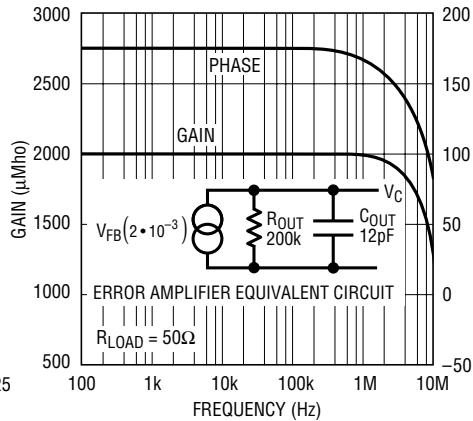 3000
2500
2000
1500
1000
500
GAIN (µMho)
200
150
100
50
0
–50
PHASE
GAIN
V_FB(2 • 10⁻³)
R_OUT
200k
V_C
C_OUT
12pF
ERROR AMPLIFIER EQUIVALENT CIRCUIT
R_LOAD = 50Ω
25
100 1k 10k 100k 1M 10M
FREQUENCY (Hz)